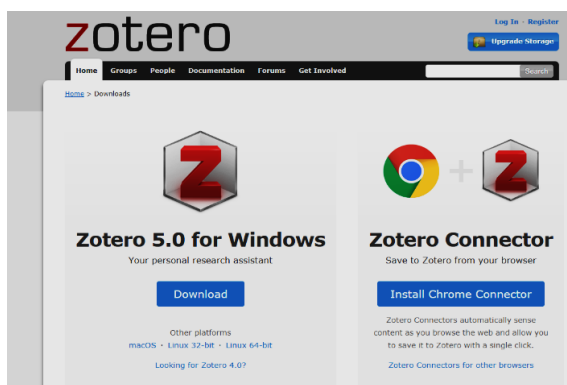 zotero
Log In · Register
Upgrade Storage
Home Groups People Documentation Forums Get Involved
Search
Home > Downloads
Z
Zotero 5.0 for Windows
Your personal research assistant
Download
Other platforms
macOS · Linux 32-bit · Linux 64-bit
Looking for Zotero 4.0?
+ Z
Zotero Connector
Save to Zotero from your browser
Install Chrome Connector
Zotero Connectors automatically sense
content as you browse the web and allow you
to save it to Zotero with a single click.
Zotero Connectors for other browsers